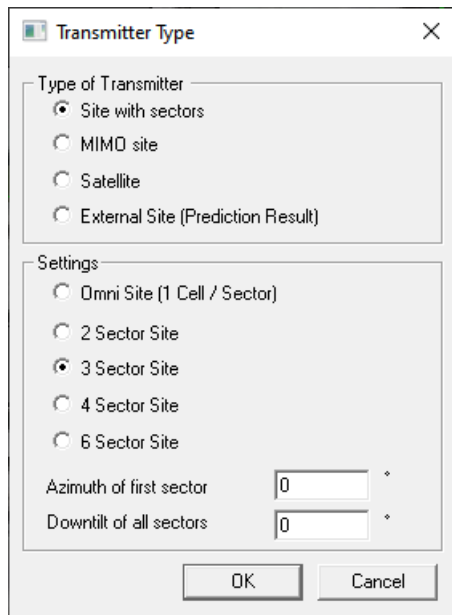 Transmitter Type
Type of Transmitter
Site with sectors
MIMO site
Satellite
External Site (Prediction Result)
Settings
Omni Site (1 Cell / Sector)
2 Sector Site
3 Sector Site
4 Sector Site
6 Sector Site
Azimuth of first sector 0 °
Downtilt of all sectors 0 °
OK Cancel